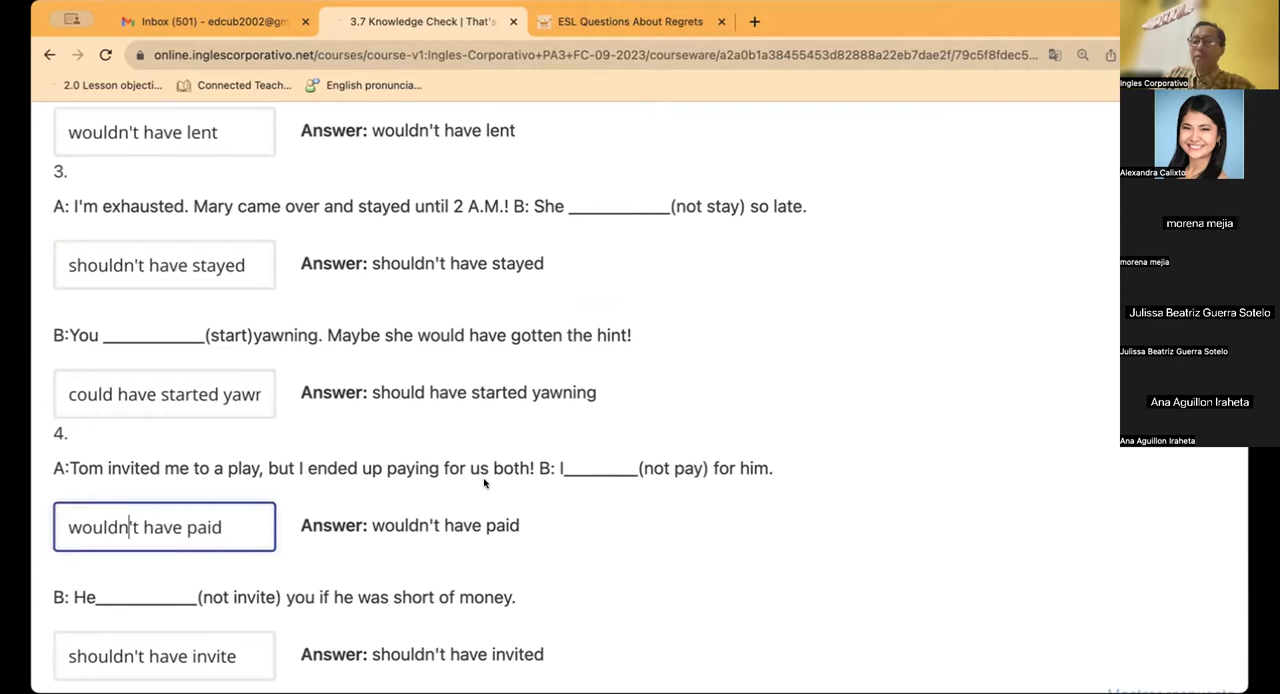 Inbox (501) - edcub2002@gm
3.7 Knowledge Check | That's
ESL Questions About Regrets
online.inglescorporativo.net/courses/course-v1:Ingles-Corporativo+PA3+FC-09-2023/courseware/a2a0b1a38455453d82888a22eb7dae2f/79c5f8fdec5...
2.0 Lesson objecti...
Connected Teach...
English pronuncia...
wouldn't have lent
Answer: wouldn't have lent
3.
A: I'm exhausted. Mary came over and stayed until 2 A.M.! B: She ___________(not stay) so late.
shouldn't have stayed
Answer: shouldn't have stayed
B:You ___________(start)yawning. Maybe she would have gotten the hint!
could have started yawr
Answer: should have started yawning
4.
A:Tom invited me to a play, but I ended up paying for us both! B: I________(not pay) for him.
wouldn't have paid
Answer: wouldn't have paid
B: He___________(not invite) you if he was short of money.
shouldn't have invite
Answer: shouldn't have invited
Ingles Corporativo
Alexandra Calixto
morena mejia
morena mejia
Julissa Beatriz Guerra Sotelo
Julissa Beatriz Guerra Sotelo
Ana Aguillon Iraheta
Ana Aguillon Iraheta